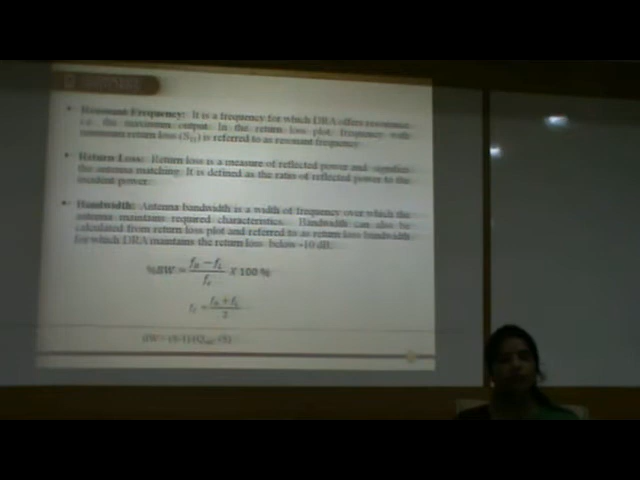 Resonant Frequency: It is a frequency for which DRA offers resonance
i.e. the maximum output. In the return loss plot, frequency with
minimum return loss (S11) is referred to as resonant frequency.
Return Loss: Return loss is a measure of reflected power and signifies
the antenna matching. It is defined as the ratio of reflected power to the
incident power.
Bandwidth: Antenna bandwidth is a width of frequency over which the
antenna maintains required characteristics. Bandwidth can also be
calculated from return loss plot and referred to as return loss bandwidth
for which DRA maintains the return loss below -10 dB.
%BW = (fH − fL)/fc X 100 %
fc = (fH + fL)/2